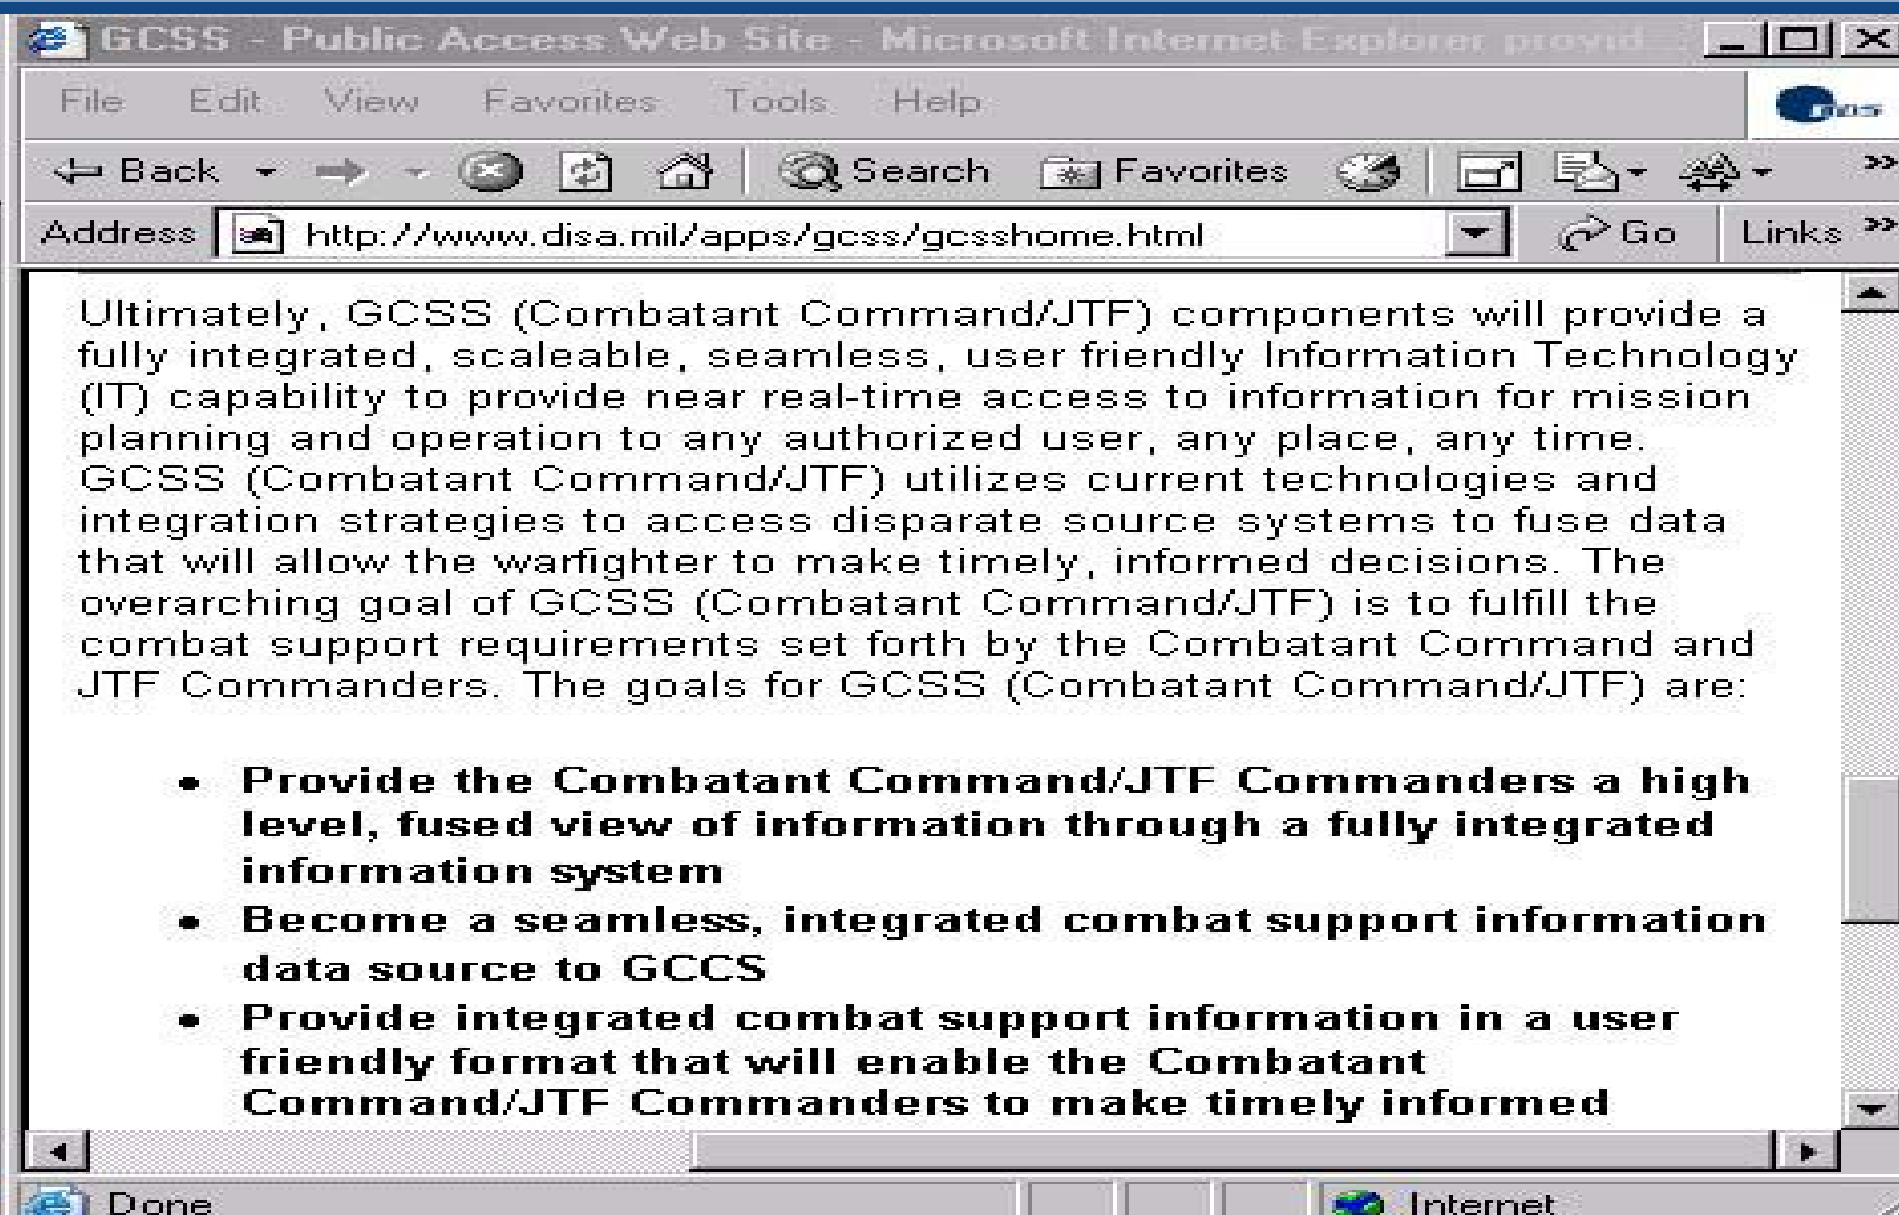 GCSS - Public Access Web Site - Microsoft Internet Explorer provid...
File Edit View Favorites Tools Help
Back Search Favorites
Address http://www.disa.mil/apps/gcss/gcsshome.html Go Links
Ultimately, GCSS (Combatant Command/JTF) components will provide a
fully integrated, scaleable, seamless, user friendly Information Technology
(IT) capability to provide near real-time access to information for mission
planning and operation to any authorized user, any place, any time.
GCSS (Combatant Command/JTF) utilizes current technologies and
integration strategies to access disparate source systems to fuse data
that will allow the warfighter to make timely, informed decisions. The
overarching goal of GCSS (Combatant Command/JTF) is to fulfill the
combat support requirements set forth by the Combatant Command and
JTF Commanders. The goals for GCSS (Combatant Command/JTF) are:
• Provide the Combatant Command/JTF Commanders a high
level, fused view of information through a fully integrated
information system
• Become a seamless, integrated combat support information
data source to GCCS
• Provide integrated combat support information in a user
friendly format that will enable the Combatant
Command/JTF Commanders to make timely informed
Done Internet